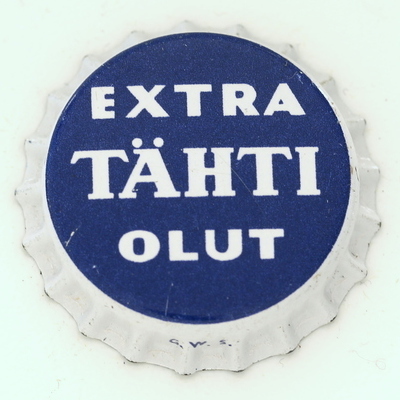 EXTRA
TÄHTI
OLUT
G. W. S.